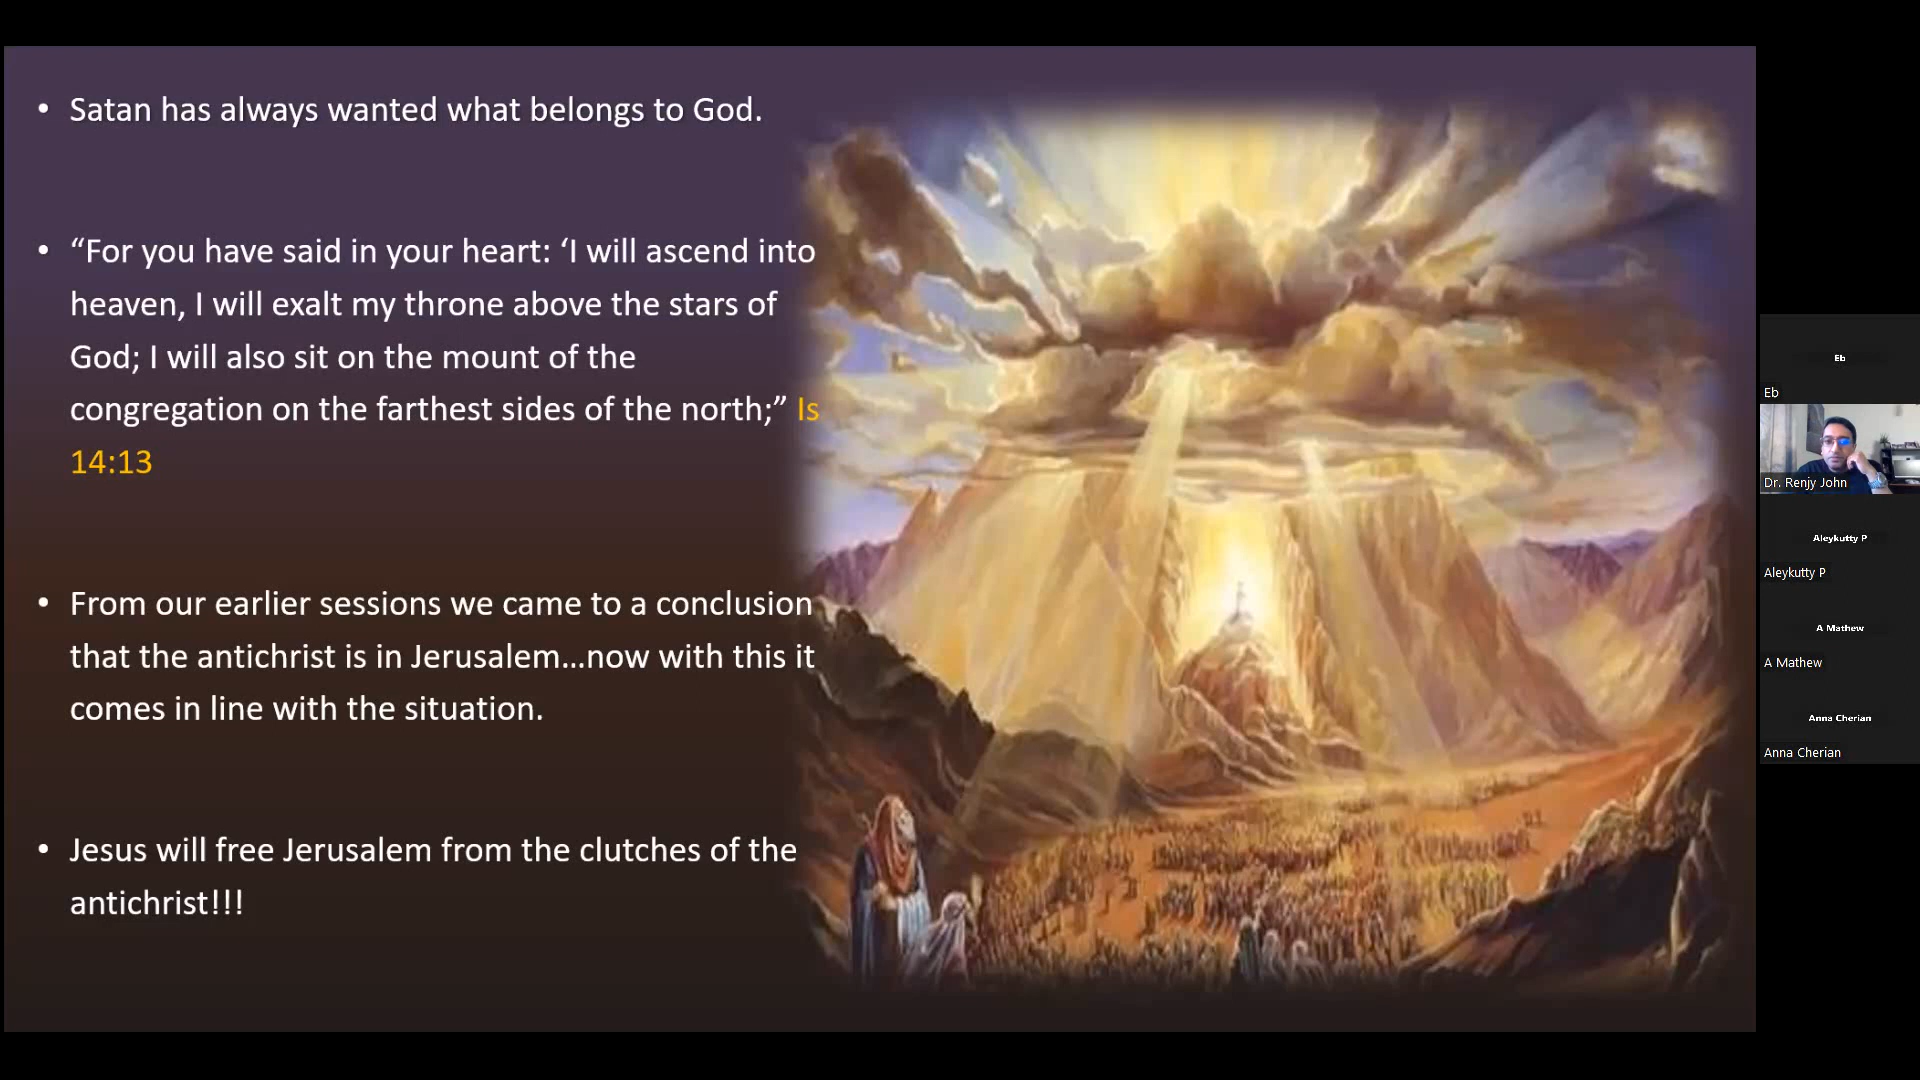 • Satan has always wanted what belongs to God.
• “For you have said in your heart: ‘I will ascend into
heaven, I will exalt my throne above the stars of
God; I will also sit on the mount of the
congregation on the farthest sides of the north;” Is
14:13
• From our earlier sessions we came to a conclusion
that the antichrist is in Jerusalem...now with this it
comes in line with the situation.
• Jesus will free Jerusalem from the clutches of the
antichrist!!!
Eb
Eb
Dr. Renjy John
Aleykutty P
Aleykutty P
A Mathew
A Mathew
Anna Cherian
Anna Cherian